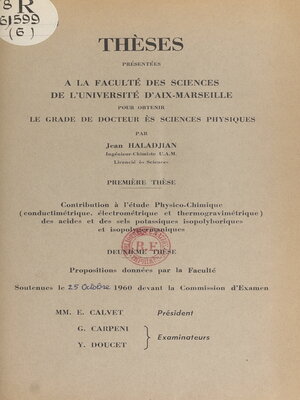 8 R
61599
(6)
THÈSES
PRÉSENTÉES
A LA FACULTÉ DES SCIENCES
DE L'UNIVERSITÉ D'AIX-MARSEILLE
POUR OBTENIR
LE GRADE DE DOCTEUR ÈS SCIENCES PHYSIQUES
PAR
Jean HALADJIAN
Ingénieur-Chimiste U.A.M.
Licencié ès Sciences
PREMIÈRE THÈSE
Contribution à l'étude Physico-Chimique
(conductimétrique, électrométrique et thermogravimétrique)
des acides et des sels potassiques isopolyboriques
et isopolygermaniques
DEUXIÈME THÈSE
Propositions données par la Faculté
Soutenues le 25 Octobre 1960 devant la Commission d'Examen
MM. E. CALVET Président
G. CARPENI
Y. DOUCET
Examinateurs